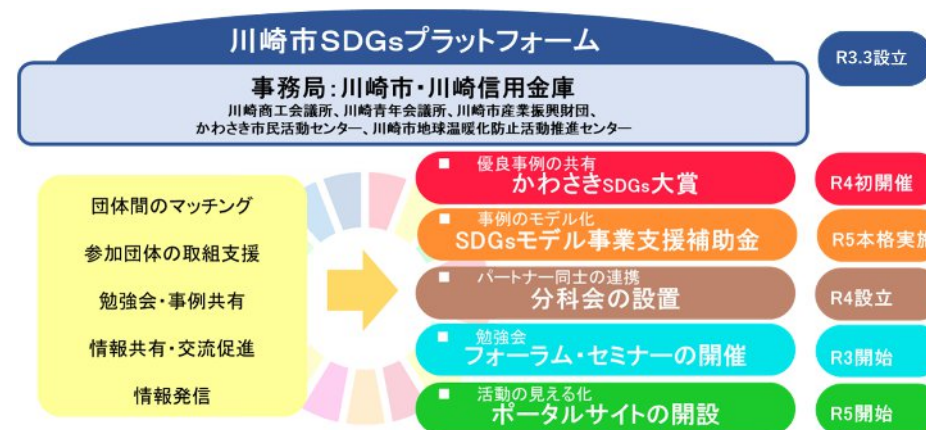 川崎市SDGsプラットフォーム
R3.3設立
事務局：川崎市・川崎信用金庫
川崎商工会議所、川崎青年会議所、川崎市産業振興財団、
かわさき市民活動センター、川崎市地球温暖化防止活動推進センター
団体間のマッチング
参加団体の取組支援
勉強会・事例共有
情報共有・交流促進
情報発信
■ 優良事例の共有
かわさきSDGs大賞
R4初開催
■ 事例のモデル化
SDGsモデル事業支援補助金
R5本格実施
■ パートナー同士の連携
分科会の設置
R4設立
■ 勉強会
フォーラム・セミナーの開催
R3開始
■ 活動の見える化
ポータルサイトの開設
R5開始